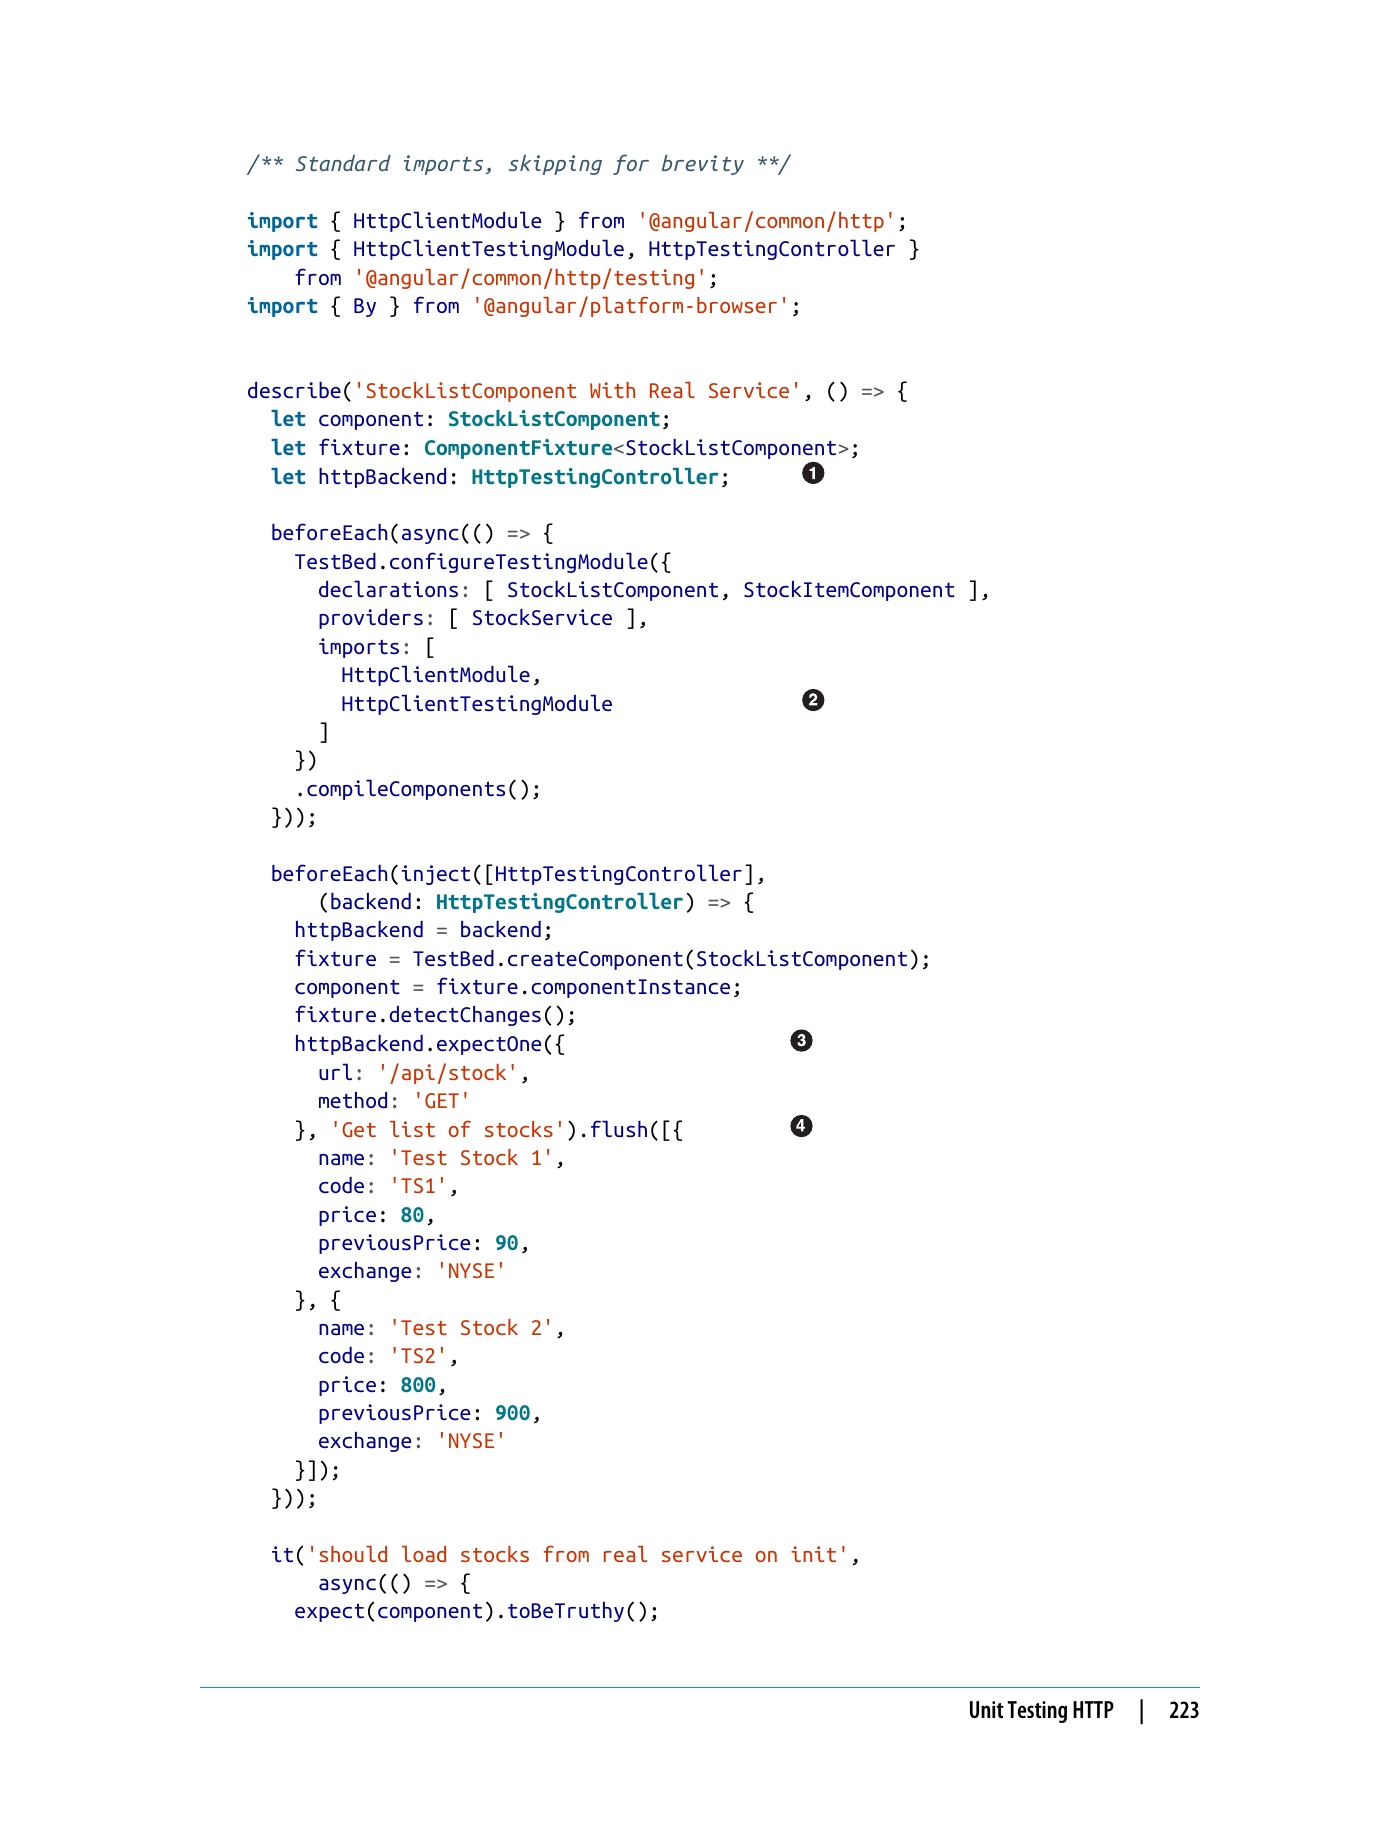 /** Standard imports, skipping for brevity **/
import { HttpClientModule } from '@angular/common/http';
import { HttpClientTestingModule, HttpTestingController }
    from '@angular/common/http/testing';
import { By } from '@angular/platform-browser';
describe('StockListComponent With Real Service', () => {
  let component: StockListComponent;
  let fixture: ComponentFixture<StockListComponent>;
  let httpBackend: HttpTestingController; ❶
  beforeEach(async(() => {
    TestBed.configureTestingModule({
      declarations: [ StockListComponent, StockItemComponent ],
      providers: [ StockService ],
      imports: [
        HttpClientModule,
        HttpClientTestingModule ❷
      ]
    })
    .compileComponents();
  }));
  beforeEach(inject([HttpTestingController],
      (backend: HttpTestingController) => {
    httpBackend = backend;
    fixture = TestBed.createComponent(StockListComponent);
    component = fixture.componentInstance;
    fixture.detectChanges();
    httpBackend.expectOne({ ❸
      url: '/api/stock',
      method: 'GET'
    }, 'Get list of stocks').flush([{ ❹
      name: 'Test Stock 1',
      code: 'TS1',
      price: 80,
      previousPrice: 90,
      exchange: 'NYSE'
    }, {
      name: 'Test Stock 2',
      code: 'TS2',
      price: 800,
      previousPrice: 900,
      exchange: 'NYSE'
    }]);
  }));
  it('should load stocks from real service on init',
      async(() => {
    expect(component).toBeTruthy();
Unit Testing HTTP | 223